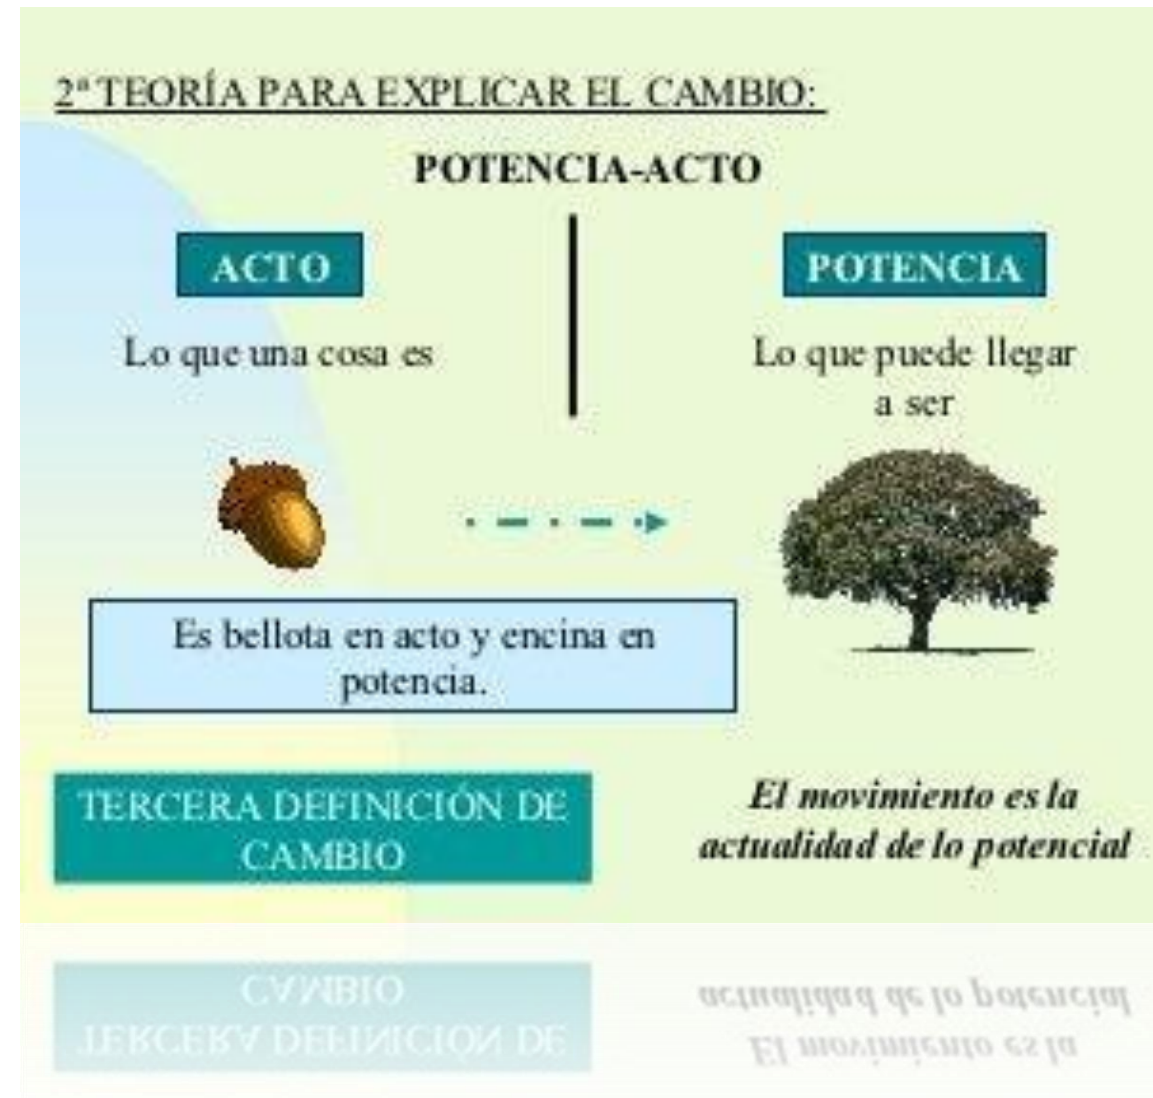 2ª TEORÍA PARA EXPLICAR EL CAMBIO:
POTENCIA-ACTO
ACTO
Lo que una cosa es
POTENCIA
Lo que puede llegar
a ser
Es bellota en acto y encina en
potencia.
TERCERA DEFINICIÓN DE
CAMBIO
El movimiento es la
actualidad de lo potencial